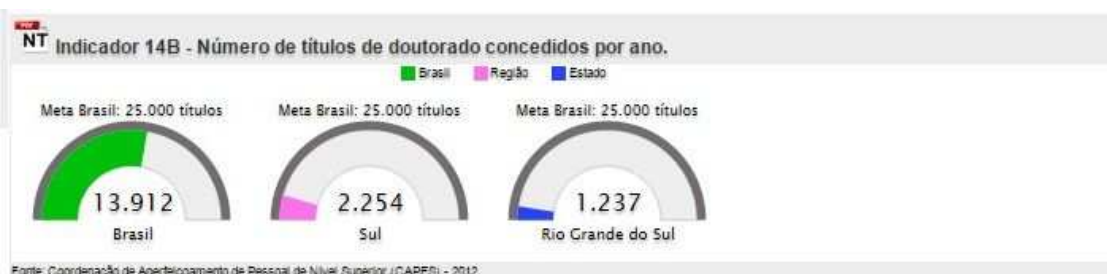 PDF
NT Indicador 14B - Número de títulos de doutorado concedidos por ano.
Brasil Região Estado
Meta Brasil: 25.000 títulos Meta Brasil: 25.000 títulos Meta Brasil: 25.000 títulos
13.912 2.254 1.237
Brasil Sul Rio Grande do Sul
Fonte: Coordenação de Aperfeiçoamento de Pessoal de Nível Superior (CAPES) - 2012